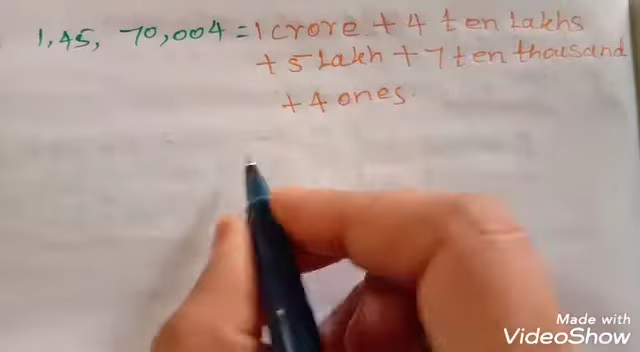 1,45, 70,004 = 1 crore + 4 ten Lakhs
+ 5 Lakh + 7 ten thousand
+ 4 ones.
Made with
VideoShow